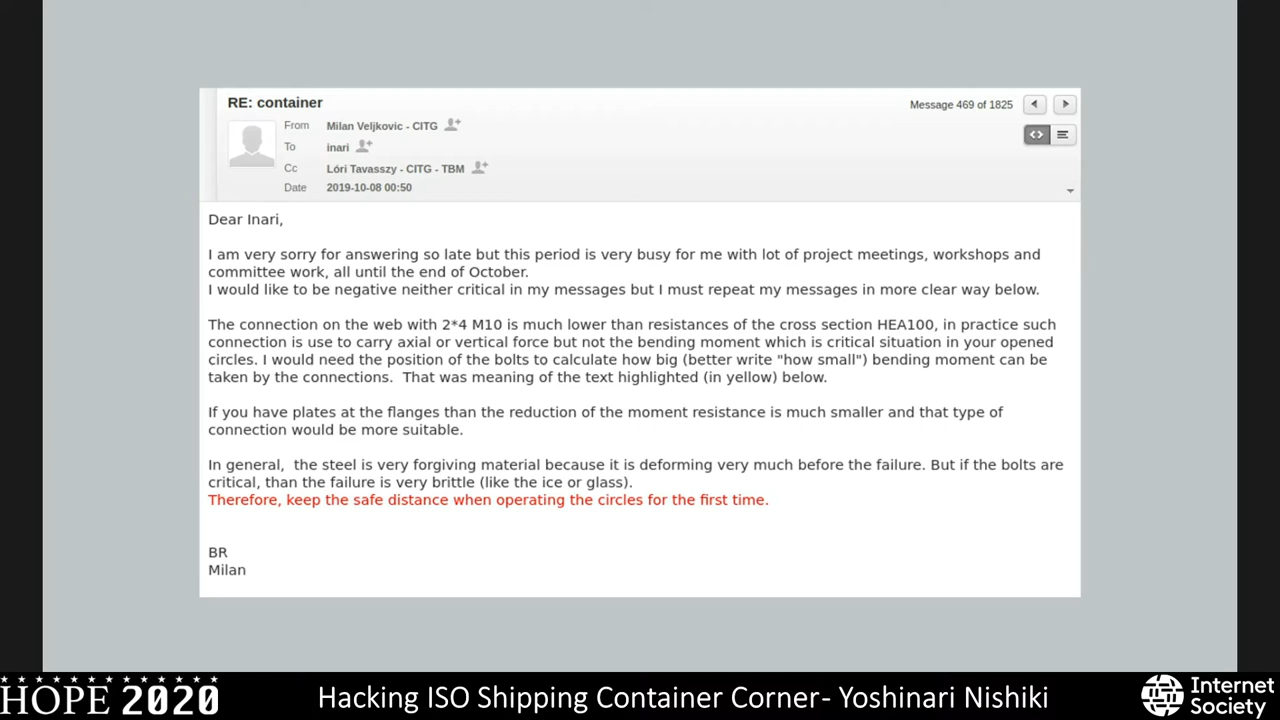 RE: container
Message 469 of 1825
From Milan Veljkovic - CITG
To inari
Cc Lóri Tavasszy - CITG - TBM
Date 2019-10-08 00:50
Dear Inari,
I am very sorry for answering so late but this period is very busy for me with lot of project meetings, workshops and
committee work, all until the end of October.
I would like to be negative neither critical in my messages but I must repeat my messages in more clear way below.
The connection on the web with 2*4 M10 is much lower than resistances of the cross section HEA100, in practice such
connection is use to carry axial or vertical force but not the bending moment which is critical situation in your opened
circles. I would need the position of the bolts to calculate how big (better write "how small") bending moment can be
taken by the connections.  That was meaning of the text highlighted (in yellow) below.
If you have plates at the flanges than the reduction of the moment resistance is much smaller and that type of
connection would be more suitable.
In general,  the steel is very forgiving material because it is deforming very much before the failure. But if the bolts are
critical, than the failure is very brittle (like the ice or glass).
Therefore, keep the safe distance when operating the circles for the first time.
BR
Milan
HOPE 2020
Hacking ISO Shipping Container Corner- Yoshinari Nishiki
Internet
Society